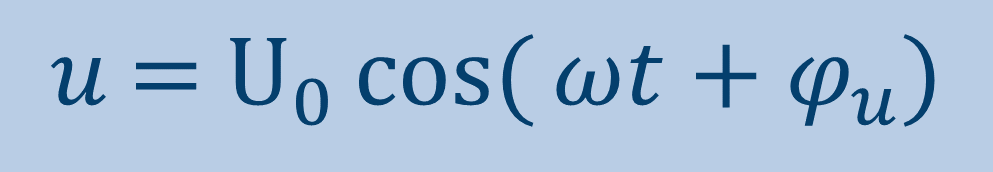 u = U₀ cos( ωt + φᵤ)